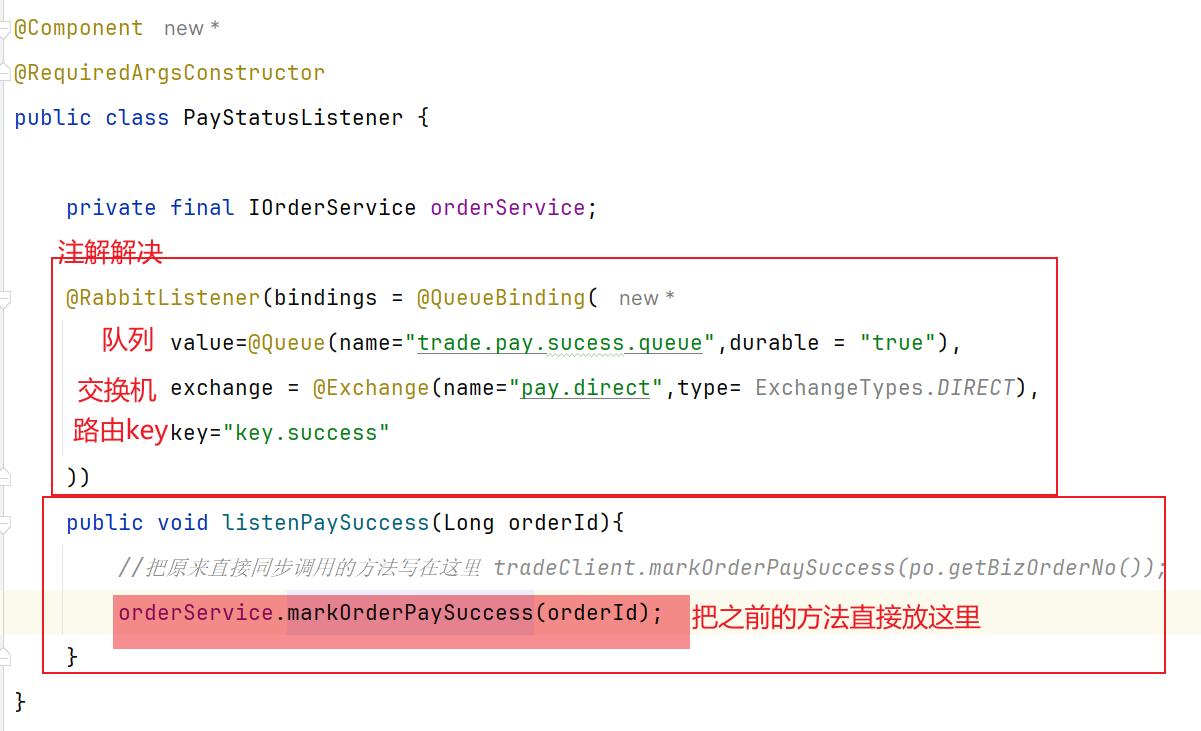 @Component new *
@RequiredArgsConstructor
public class PayStatusListener {
private final IOrderService orderService;
注解解决
@RabbitListener(bindings = @QueueBinding( new *
队列 value=@Queue(name="trade.pay.sucess.queue",durable = "true"),
交换机 exchange = @Exchange(name="pay.direct",type= ExchangeTypes.DIRECT),
路由key key="key.success"
))
public void listenPaySuccess(Long orderId){
//把原来直接同步调用的方法写在这里 tradeClient.markOrderPaySuccess(po.getBizOrderNo());
orderService.markOrderPaySuccess(orderId); 把之前的方法直接放这里
}
}